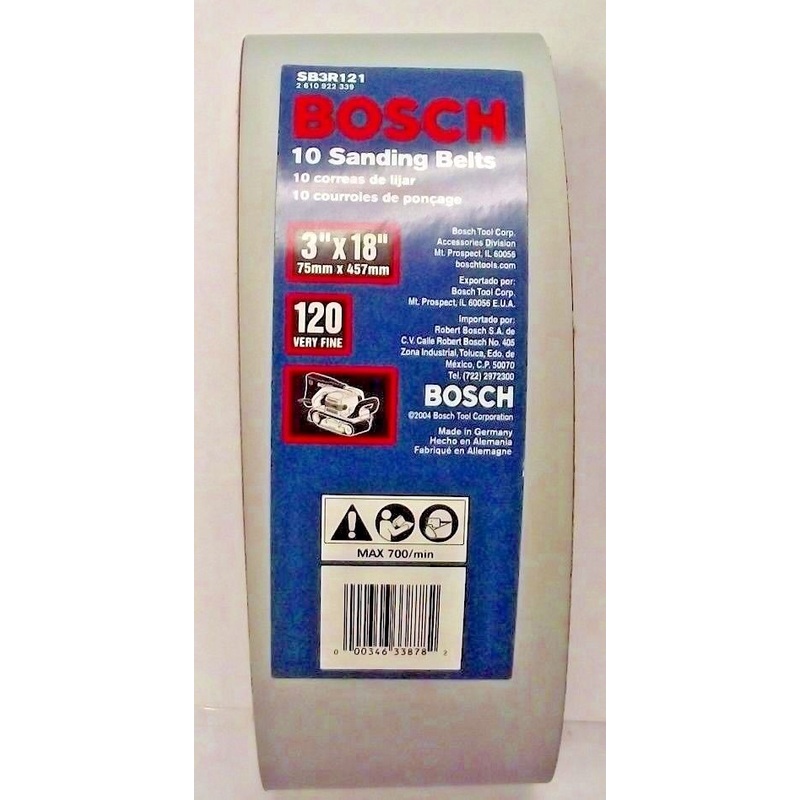 SB3R121
2 610 922 339
BOSCH
10 Sanding Belts
10 correas de lijar
10 courroies de ponçage
3" x 18"
75mm x 457mm
120
VERY FINE
Bosch Tool Corp.
Accessories Division
Mt. Prospect, IL 60056
boschtools.com
Exportado por:
Bosch Tool Corp.
Mt. Prospect, IL 60056 E.U.A.
Importado por:
Robert Bosch S.A. de
C.V. Calle Robert Bosch No. 405
Zona Industrial, Toluca, Edo. de
México, C.P. 50070
Tel. (722) 2972300
BOSCH
©2004 Bosch Tool Corporation
Made in Germany
Hecho en Alemania
Fabriqué en Allemagne
MAX 700/min
0 00346 33878 2